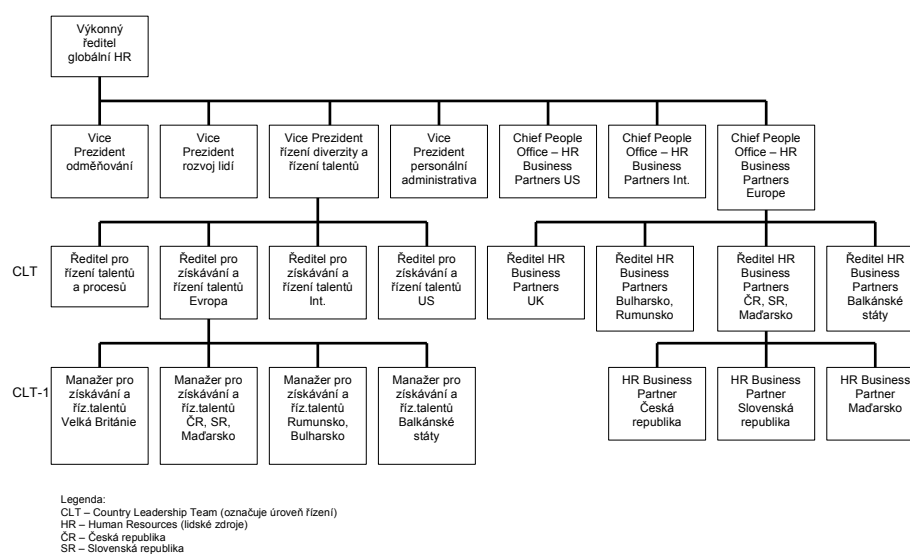 Výkonný
ředitel
globální HR
Vice
Prezident
odměňování
Vice
Prezident
rozvoj lidí
Vice Prezident
řízení diverzity a
řízení talentů
Vice
Prezident
personální
administrativa
Chief People
Office – HR
Business
Partners US
Chief People
Office – HR
Business
Partners Int.
Chief People
Office – HR
Business
Partners
Europe
CLT
Ředitel pro
řízení talentů
a procesů
Ředitel pro
získávání a
řízení talentů
Evropa
Ředitel pro
získávání a
řízení talentů
Int.
Ředitel pro
získávání a
řízení talentů
US
Ředitel HR
Business
Partners
UK
Ředitel HR
Business
Partners
Bulharsko,
Rumunsko
Ředitel HR
Business
Partners
ČR, SR,
Maďarsko
Ředitel HR
Business
Partners
Balkánské
státy
CLT-1
Manažer pro
získávání a
říz.talentů
Velká Británie
Manažer pro
získávání a
říz.talentů
ČR, SR,
Maďarsko
Manažer pro
získávání a
říz.talentů
Rumunsko,
Bulharsko
Manažer pro
získávání a
říz.talentů
Balkánské
státy
HR Business
Partner
Česká
republika
HR Business
Partner
Slovenská
republika
HR Business
Partner
Maďarsko
Legenda:
CLT – Country Leadership Team (označuje úroveň řízení)
HR – Human Resources (lidské zdroje)
ČR – Česká republika
SR – Slovenská republika